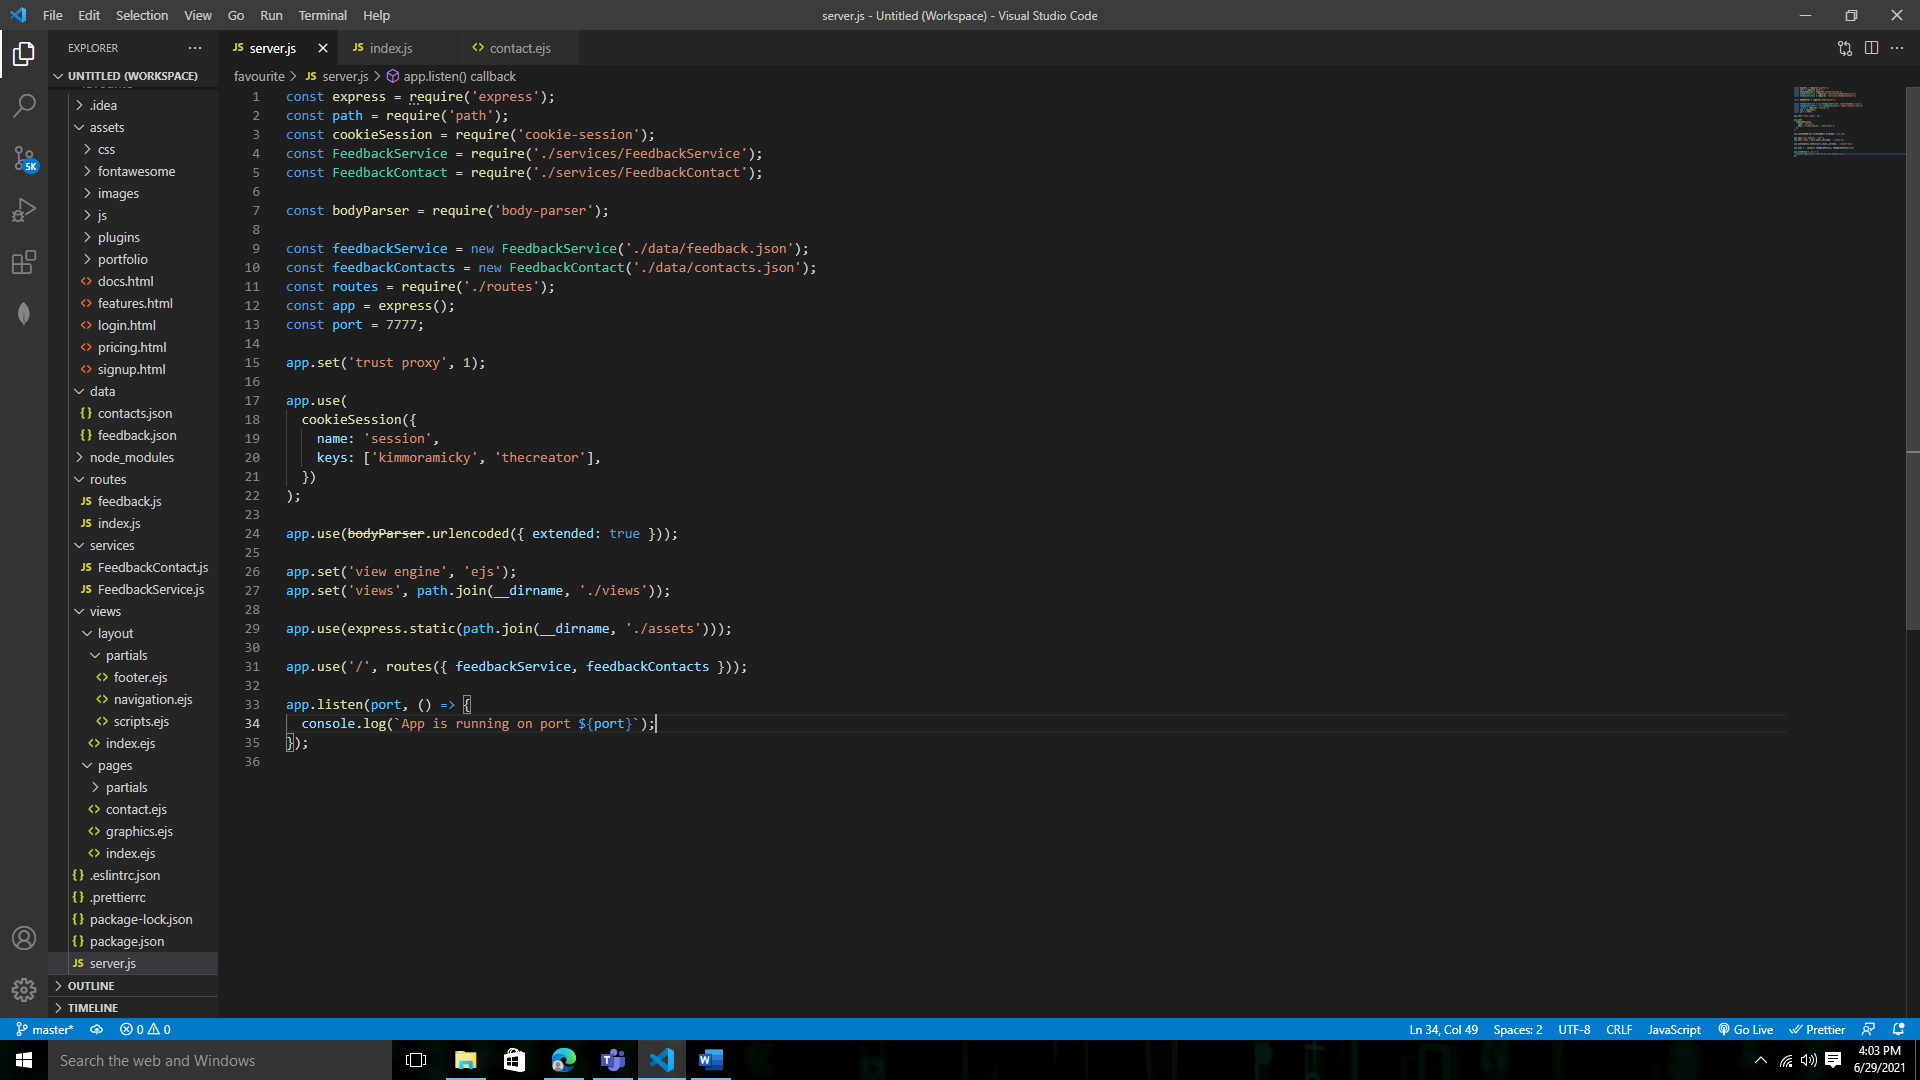 File Edit Selection View Go Run Terminal Help
server.js - Untitled (Workspace) - Visual Studio Code
EXPLORER
UNTITLED (WORKSPACE)
.idea
assets
css
fontawesome
images
js
plugins
portfolio
docs.html
features.html
login.html
pricing.html
signup.html
data
contacts.json
feedback.json
node_modules
routes
feedback.js
index.js
services
FeedbackContact.js
FeedbackService.js
views
layout
partials
footer.ejs
navigation.ejs
scripts.ejs
index.ejs
pages
partials
contact.ejs
graphics.ejs
index.ejs
.eslintrc.json
.prettierrc
package-lock.json
package.json
server.js
OUTLINE
TIMELINE
5K
JS server.js JS index.js contact.ejs
favourite > JS server.js > app.listen() callback
1 const express = require('express');
2 const path = require('path');
3 const cookieSession = require('cookie-session');
4 const FeedbackService = require('./services/FeedbackService');
5 const FeedbackContact = require('./services/FeedbackContact');
6
7 const bodyParser = require('body-parser');
8
9 const feedbackService = new FeedbackService('./data/feedback.json');
10 const feedbackContacts = new FeedbackContact('./data/contacts.json');
11 const routes = require('./routes');
12 const app = express();
13 const port = 7777;
14
15 app.set('trust proxy', 1);
16
17 app.use(
18 cookieSession({
19 name: 'session',
20 keys: ['kimmoramicky', 'thecreator'],
21 })
22 );
23
24 app.use(bodyParser.urlencoded({ extended: true }));
25
26 app.set('view engine', 'ejs');
27 app.set('views', path.join(__dirname, './views'));
28
29 app.use(express.static(path.join(__dirname, './assets')));
30
31 app.use('/', routes({ feedbackService, feedbackContacts }));
32
33 app.listen(port, () => {
34 console.log(`App is running on port ${port}`);
35 });
36
master* 0 0 Ln 34, Col 49 Spaces: 2 UTF-8 CRLF JavaScript Go Live Prettier
Search the web and Windows
4:03 PM
6/29/2021